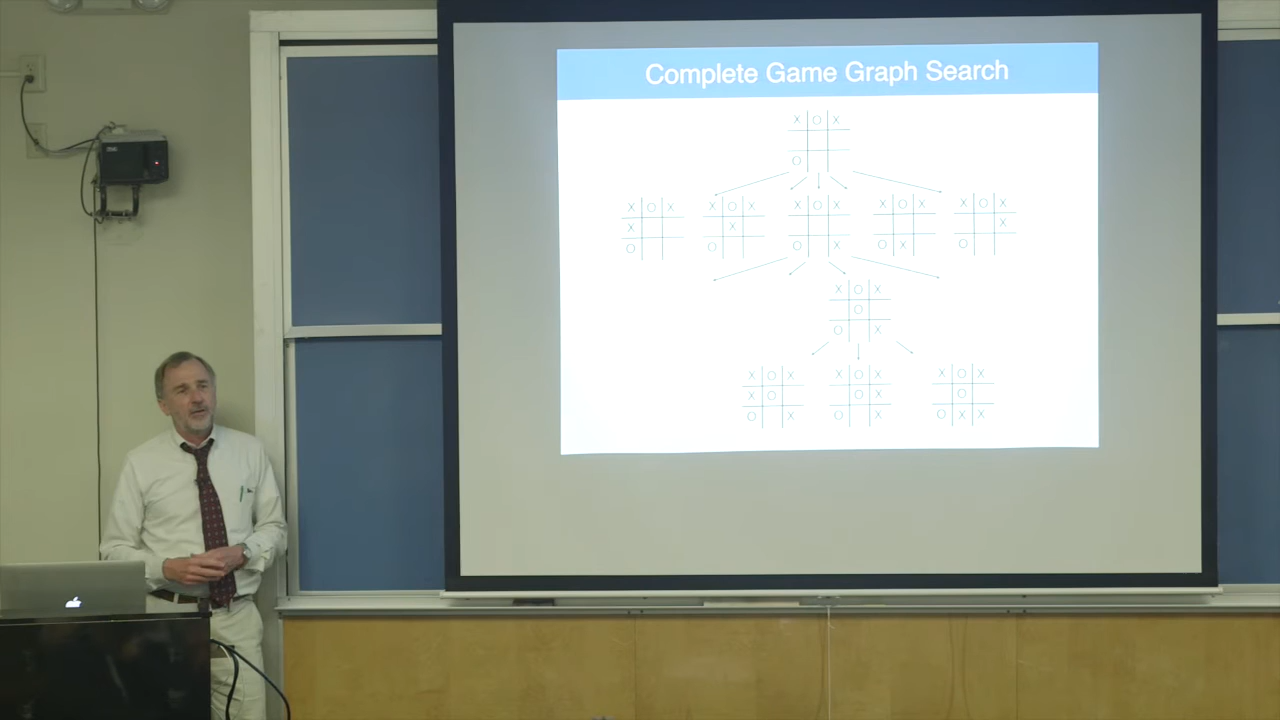 Complete Game Graph Search
X O X
O
X O X X O X X O X X O X X O X
X X X
O O O X O X O
X O X
O
O X
X O X X O X X O X
X O O O
O X O X O X X